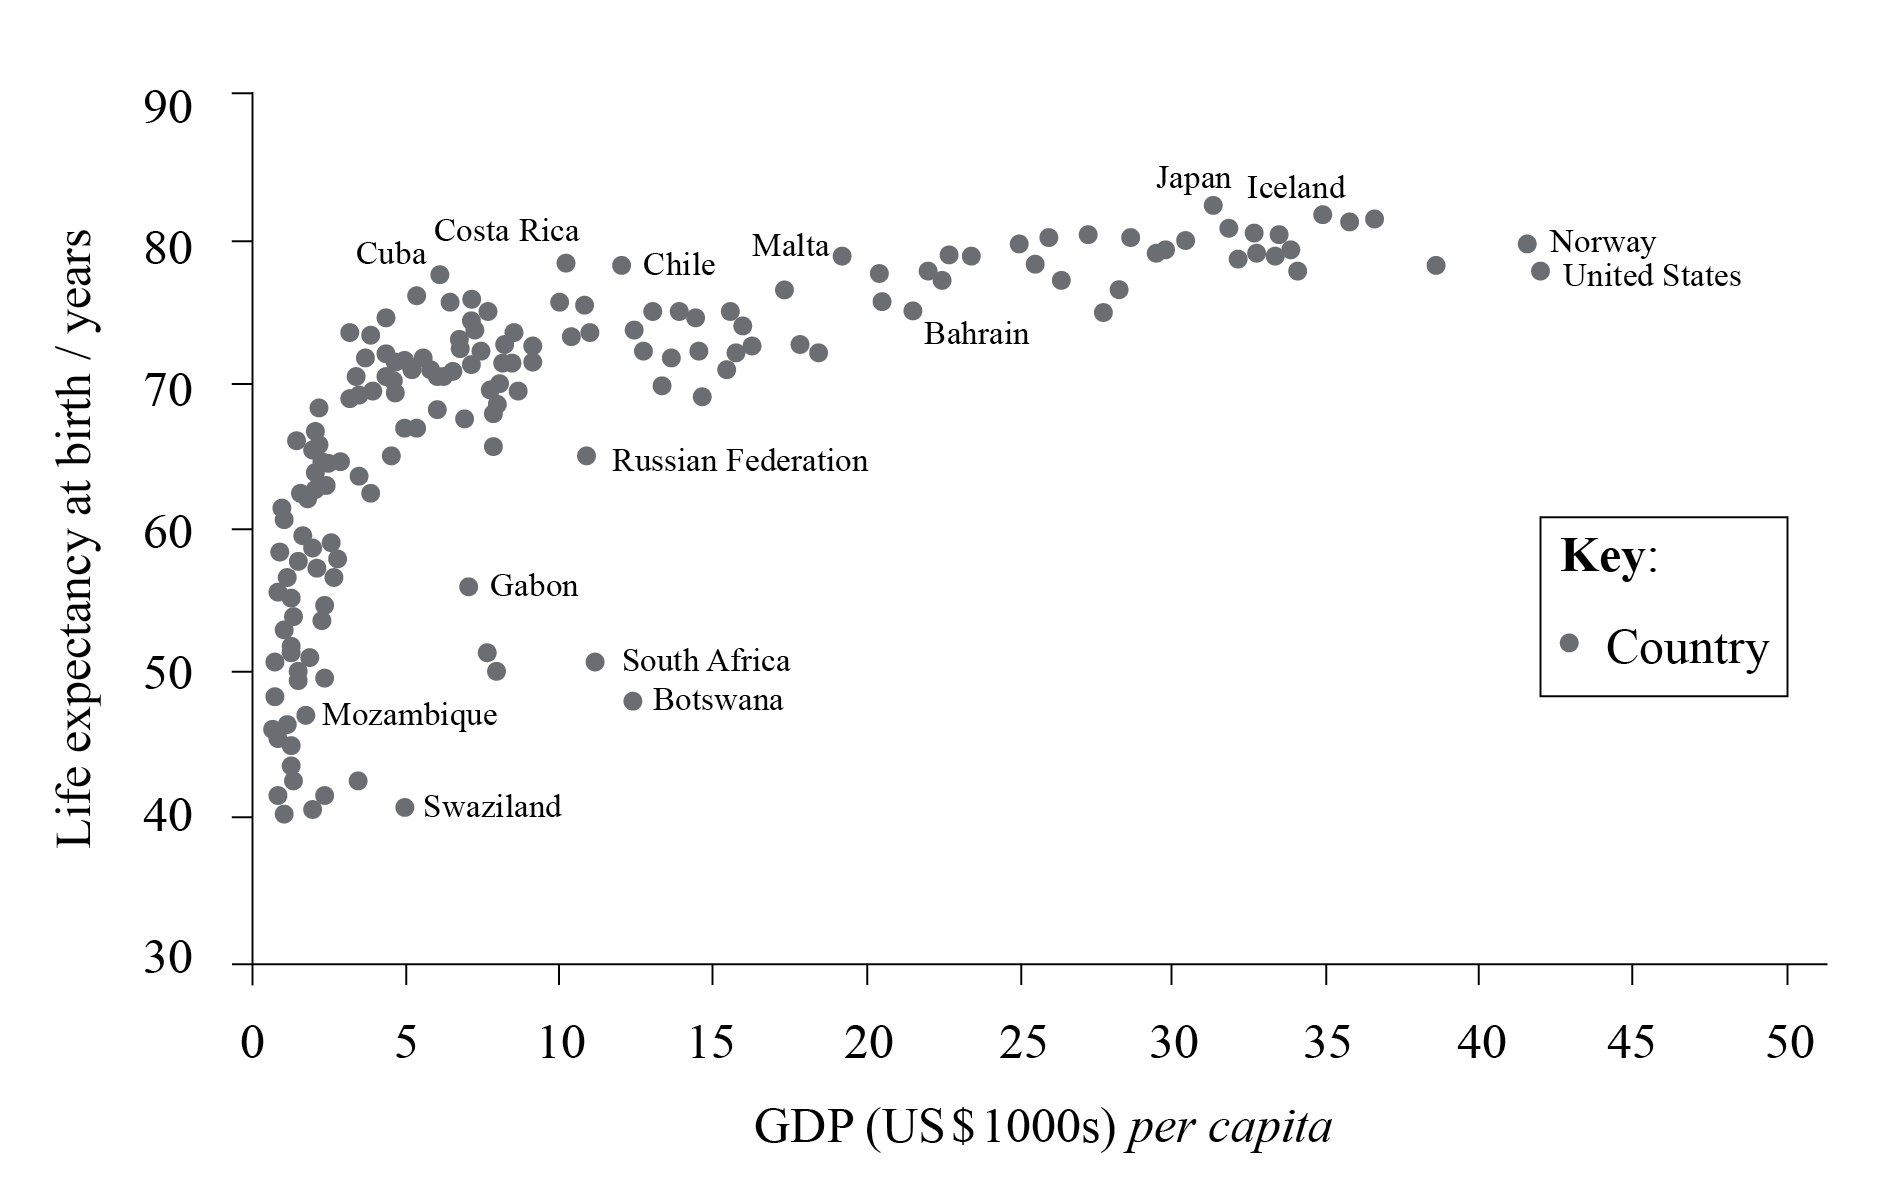 90
80
70
60
50
40
30
Life expectancy at birth / years
Japan
Iceland
Costa Rica
Cuba
Chile
Malta
Norway
United States
Bahrain
Russian Federation
Gabon
South Africa
Botswana
Mozambique
Swaziland
Key:
Country
0 5 10 15 20 25 30 35 40 45 50
GDP (US $ 1000s) per capita